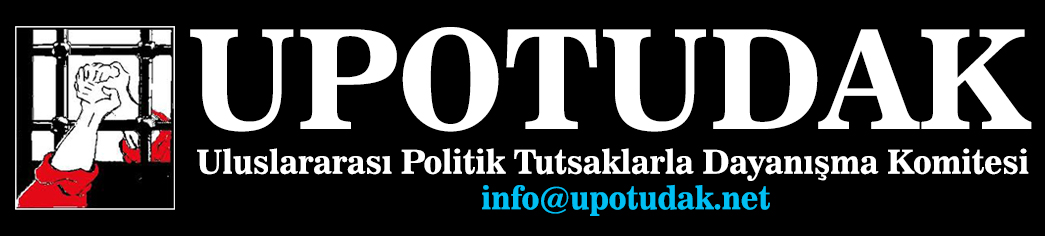 UPOTUDAK
Uluslararası Politik Tutsaklarla Dayanışma Komitesi
info@upotudak.net